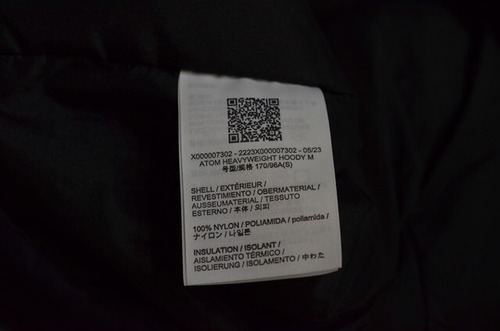 X000007302 - 2223X000007302 - 05/23
ATOM HEAVYWEIGHT HOODY M
号型/规格 170/96A(S)
SHELL / EXTÉRIEUR /
REVESTIMIENTO / OBERMATERIAL /
AUSSEUMATERIAL / TESSUTO
ESTERNO / 本体 / 외피
100% NYLON / POLIAMIDA / poliamida /
ナイロン / 나일론
INSULATION / ISOLANT /
AISLAMIENTO TÉRMICO /
ISOLIERUNG / ISOLAMENTO / 中わた